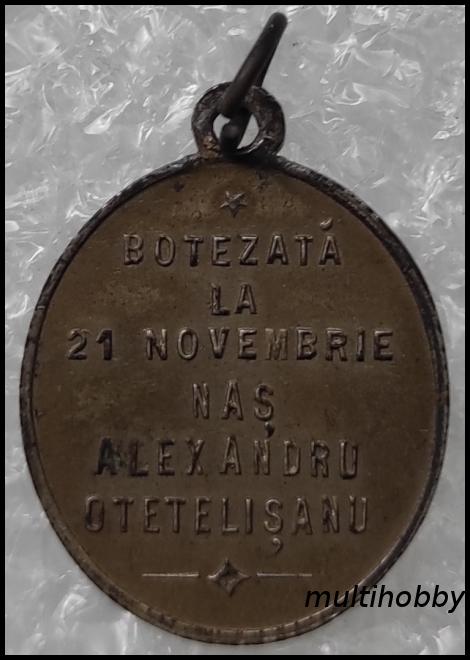 BOTEZATĂ
LA
21 NOVEMBRIE
NAȘ
ALEXANDRU
OTETELIȘANU
multihobby